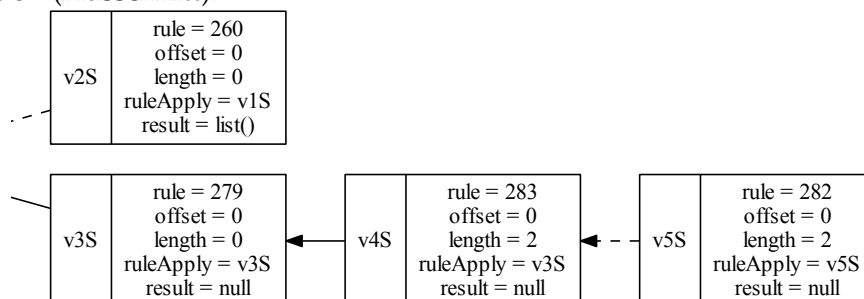 v2S
rule = 260
offset = 0
length = 0
ruleApply = v1S
result = list()
v3S
rule = 279
offset = 0
length = 0
ruleApply = v3S
result = null
v4S
rule = 283
offset = 0
length = 2
ruleApply = v3S
result = null
v5S
rule = 282
offset = 0
length = 2
ruleApply = v5S
result = null